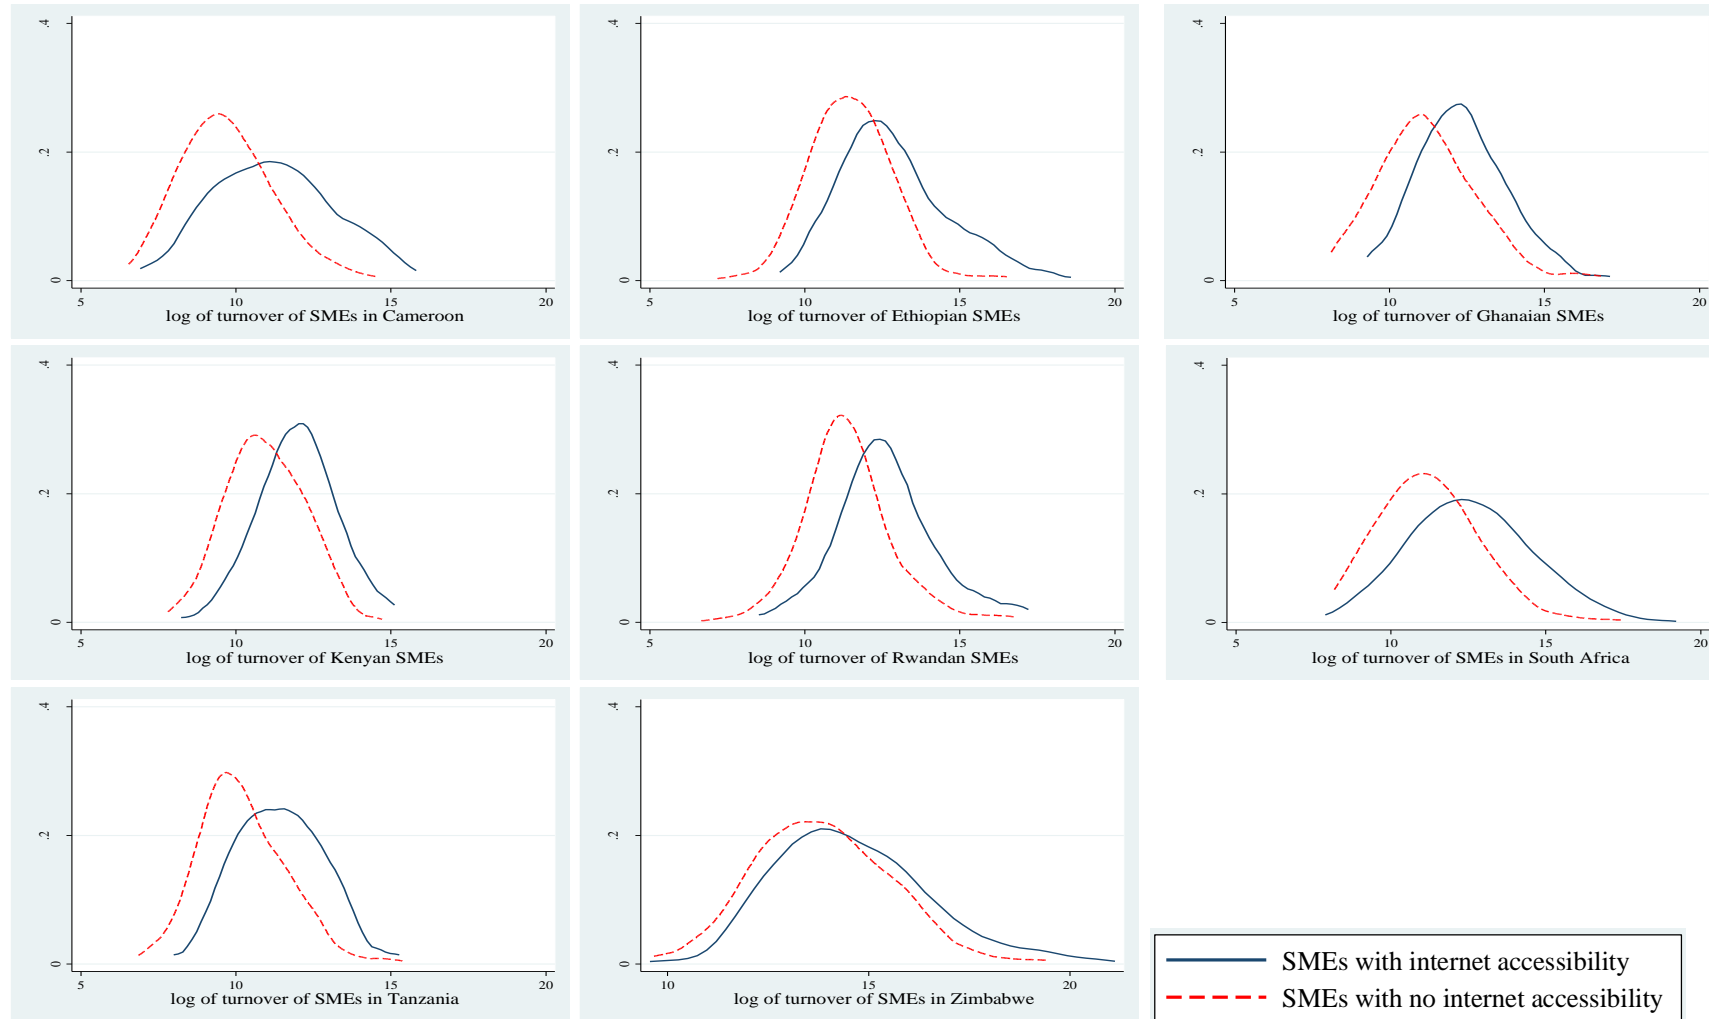 .4
.2
0
5 10 15 20
log of turnover of SMEs in Cameroon
.4
.2
0
5 10 15 20
log of turnover of Ethiopian SMEs
.4
.2
0
5 10 15 20
log of turnover of Ghanaian SMEs
.4
.2
0
5 10 15 20
log of turnover of Kenyan SMEs
.4
.2
0
5 10 15 20
log of turnover of Rwandan SMEs
.4
.2
0
5 10 15 20
log of turnover of SMEs in South Africa
.4
.2
0
5 10 15 20
log of turnover of SMEs in Tanzania
.4
.2
0
10 15 20
log of turnover of SMEs in Zimbabwe
SMEs with internet accessibility
SMEs with no internet accessibility